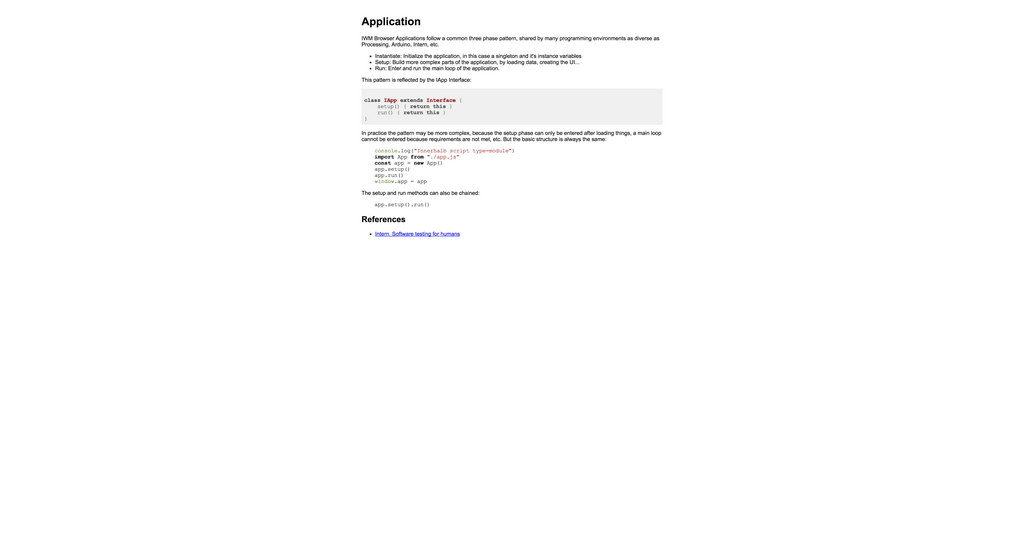 Application
IWM Browser Applications follow a common three phase pattern, shared by many programming environments as diverse as
Processing, Arduino, Intern, etc.
• Instantiate: Initialize the application, in this case a singleton and it's instance variables
• Setup: Build more complex parts of the application, by loading data, creating the UI...
• Run: Enter and run the main loop of the application.
This pattern is reflected by the IApp Interface:
class IApp extends Interface {
    setup() { return this }
    run() { return this }
}
In practice the pattern may be more complex, because the setup phase can only be entered after loading things, a main loop
cannot be entered because requirements are not met, etc. But the basic structure is always the same:
console.log("Innerhalb script type=module")
import App from "./app.js"
const app = new App()
app.setup()
app.run()
window.app = app
The setup and run methods can also be chained:
app.setup().run()
References
• Intern. Software testing for humans